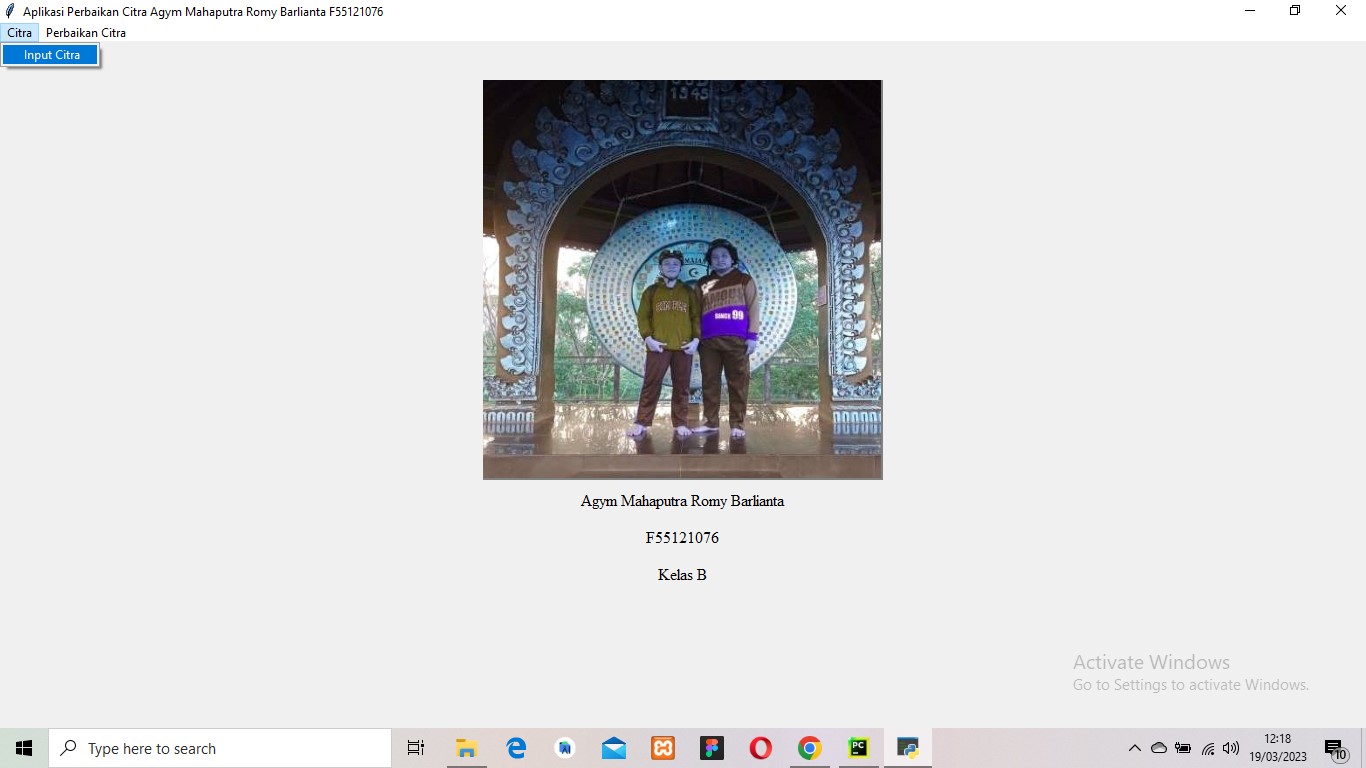 Aplikasi Perbaikan Citra Agym Mahaputra Romy Barlianta F55121076
Citra Perbaikan Citra
Input Citra
1945
SINCE 99
Agym Mahaputra Romy Barlianta
F55121076
Kelas B
Activate Windows
Go to Settings to activate Windows.
Type here to search
PC
12:18
19/03/2023
10